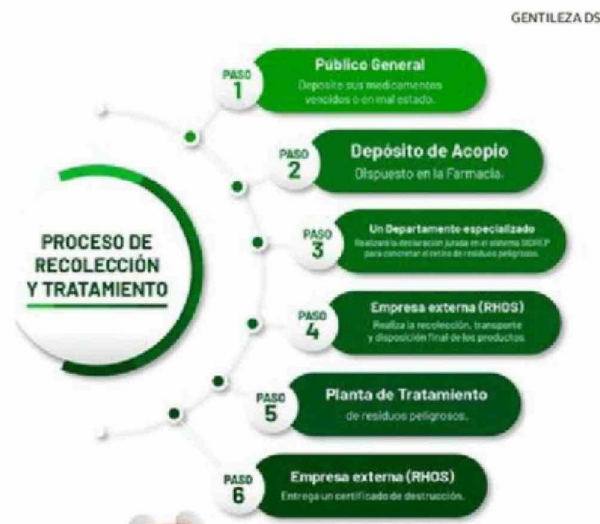 GENTILEZA DS
PASO
1
Público General
Deposite sus medicamentos
vencidos o en mal estado.
PASO
2
Depósito de Acopio
Dispuesto en la Farmacia.
PROCESO DE
RECOLECCIÓN
Y TRATAMIENTO
PASO
3
Un Departamento especializado
Realizará la declaración jurada en el sistema SIDREP
para concretar el retiro de residuos peligrosos.
PASO
4
Empresa externa (RHOS)
Realiza la recolección, transporte
y disposición final de los productos.
PASO
5
Planta de Tratamiento
de residuos peligrosos.
PASO
6
Empresa externa (RHOS)
Entrega un certificado de destrucción.